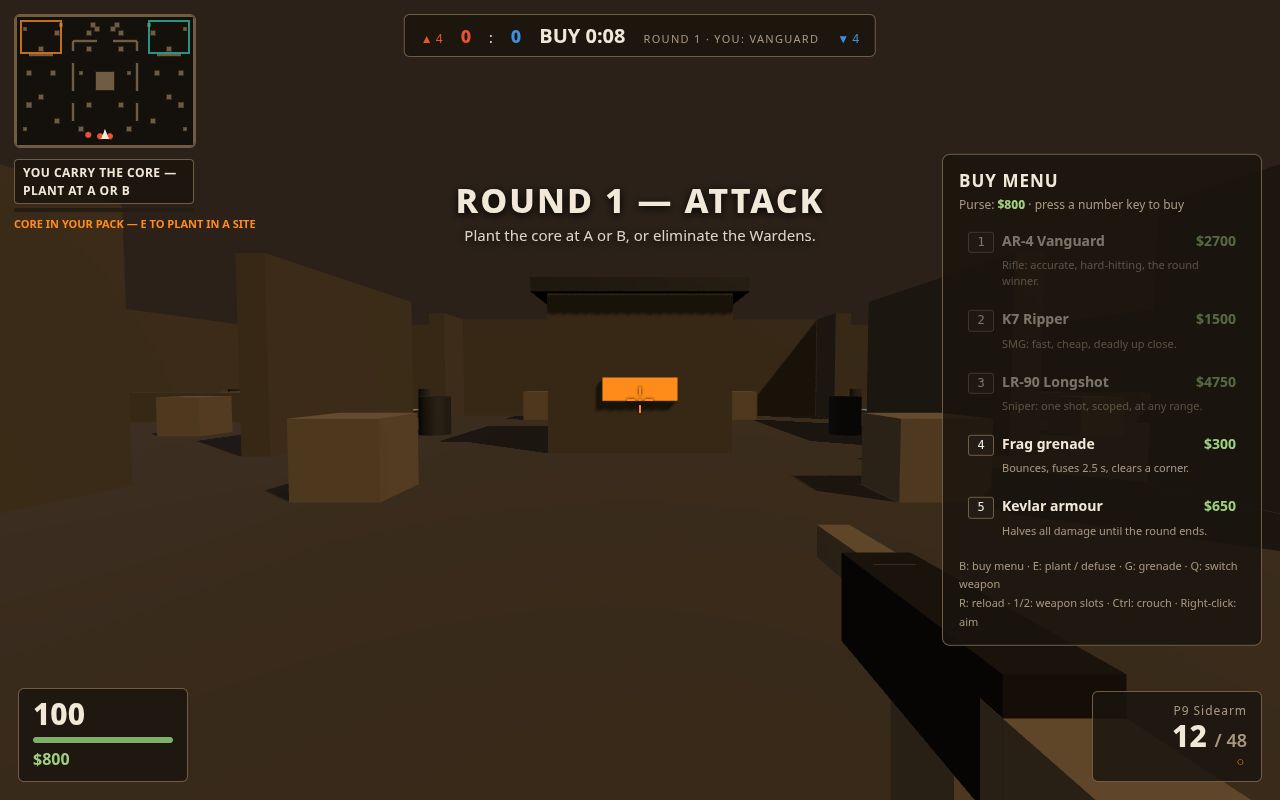 ▲ 4 0 : 0 BUY 0:08 ROUND 1 · YOU: VANGUARD ▼ 4
YOU CARRY THE CORE —
PLANT AT A OR B
CORE IN YOUR PACK — E TO PLANT IN A SITE
ROUND 1 — ATTACK
Plant the core at A or B, or eliminate the Wardens.
BUY MENU
Purse: $800 · press a number key to buy
1 AR-4 Vanguard $2700
Rifle: accurate, hard-hitting, the round
winner.
2 K7 Ripper $1500
SMG: fast, cheap, deadly up close.
3 LR-90 Longshot $4750
Sniper: one shot, scoped, at any range.
4 Frag grenade $300
Bounces, fuses 2.5 s, clears a corner.
5 Kevlar armour $650
Halves all damage until the round ends.
B: buy menu · E: plant / defuse · G: grenade · Q: switch
weapon
R: reload · 1/2: weapon slots · Ctrl: crouch · Right-click:
aim
100
$800
P9 Sidearm
12 / 48